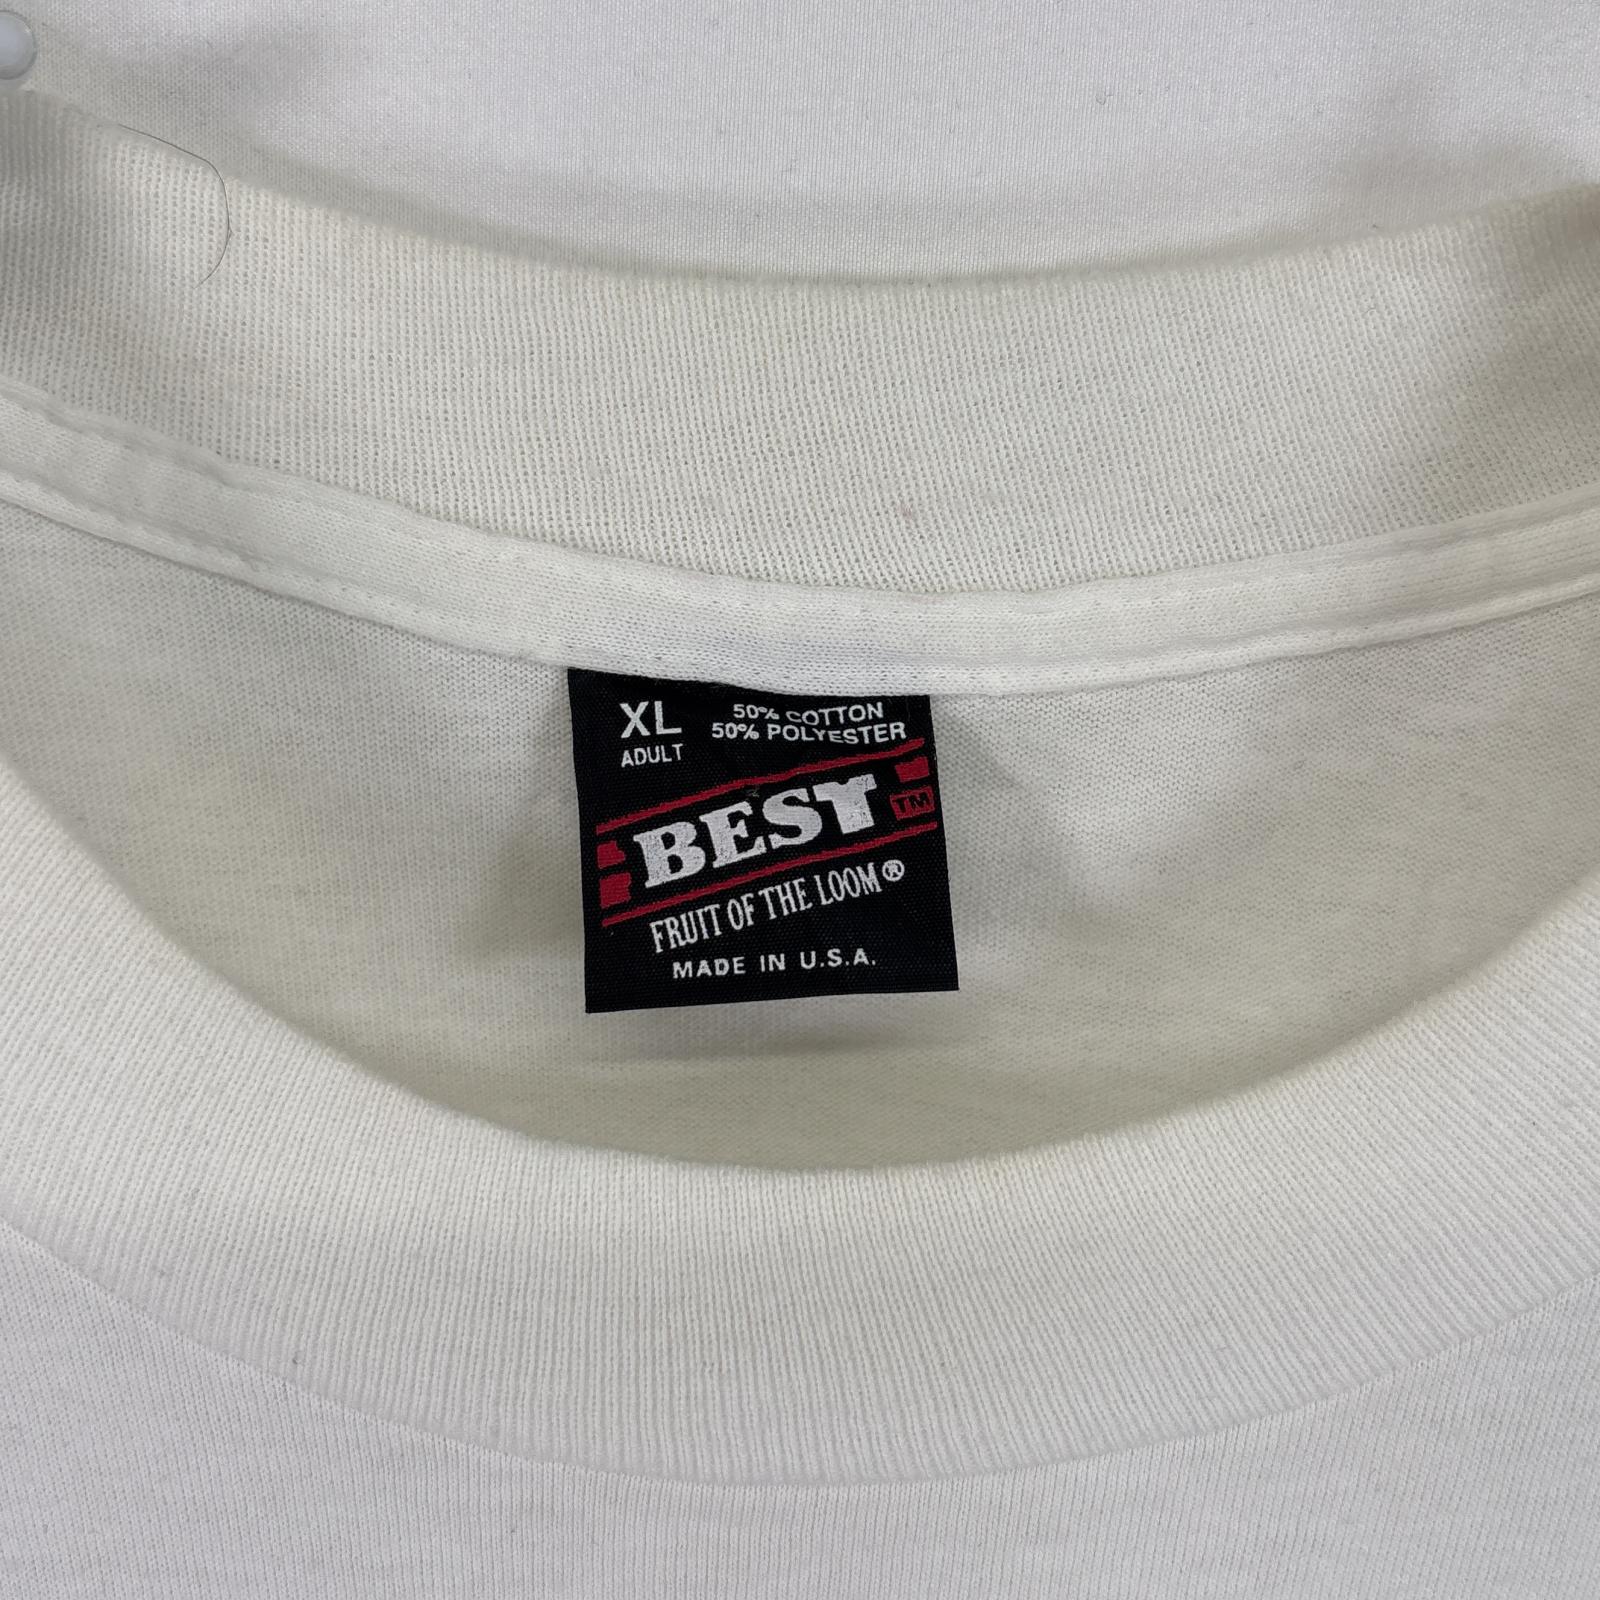 XL
ADULT
50% COTTON
50% POLYESTER
BEST TM
FRUIT OF THE LOOM®
MADE IN U.S.A.